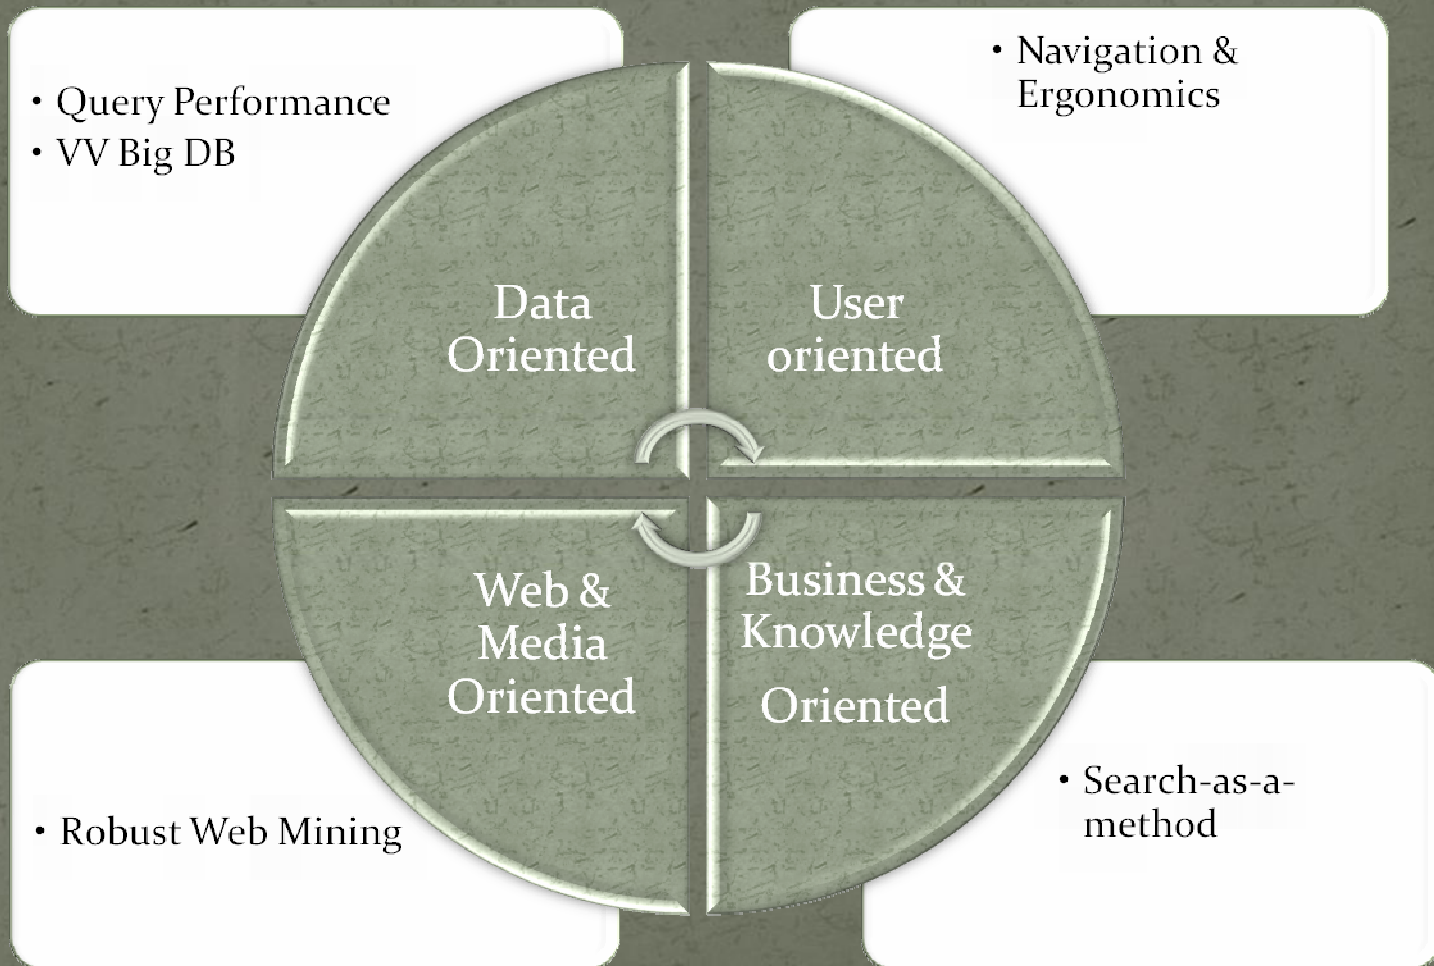 • Query Performance
• VV Big DB
• Navigation &
Ergonomics
Data
Oriented
User
oriented
Web &
Media
Oriented
Business &
Knowledge
Oriented
• Robust Web Mining
• Search-as-a-
method